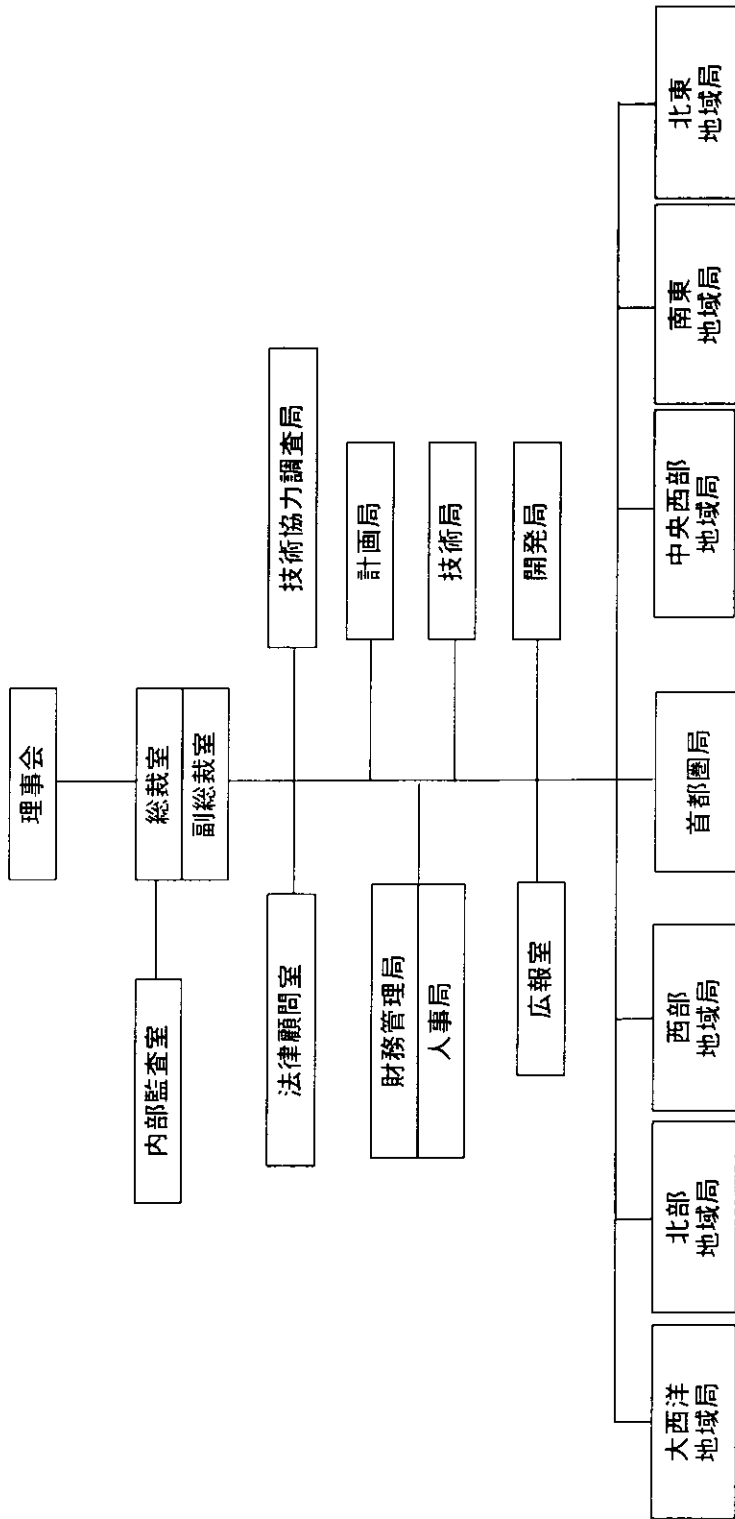 理事会
総裁室
副総裁室
内部監査室
法律顧問室
技術協力調査局
計画局
財務管理局
人事局
技術局
広報室
開発局
大西洋
地域局
北部
地域局
西部
地域局
首都圏局
中央西部
地域局
南東
地域局
北東
地域局